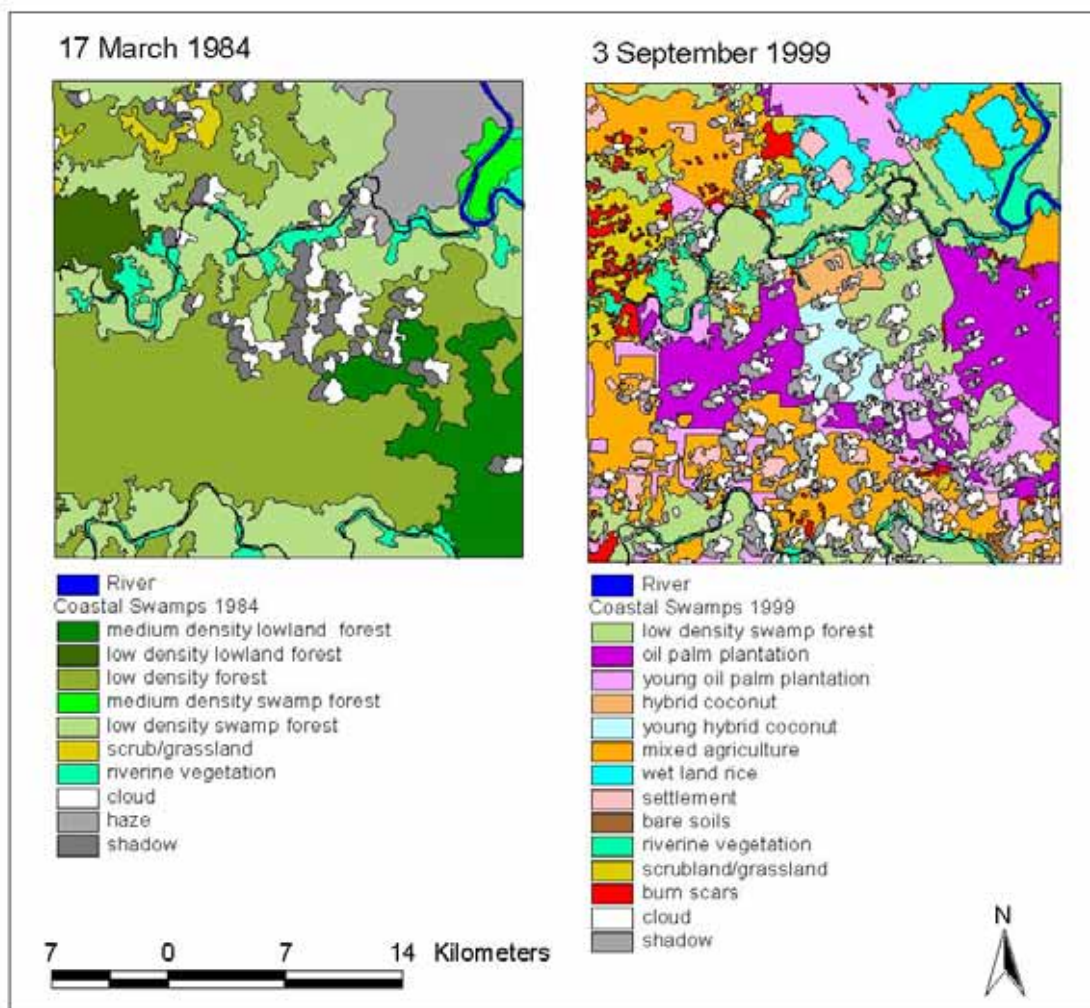 17 March 1984
River
Coastal Swamps 1984
medium density lowland forest
low density lowland forest
low density forest
medium density swamp forest
low density swamp forest
scrub/grassland
riverine vegetation
cloud
haze
shadow
3 September 1999
River
Coastal Swamps 1999
low density swamp forest
oil palm plantation
young oil palm plantation
hybrid coconut
young hybrid coconut
mixed agriculture
wet land rice
settlement
bare soils
riverine vegetation
scrubland/grassland
burn scars
cloud
shadow
7 0 7 14 Kilometers
N